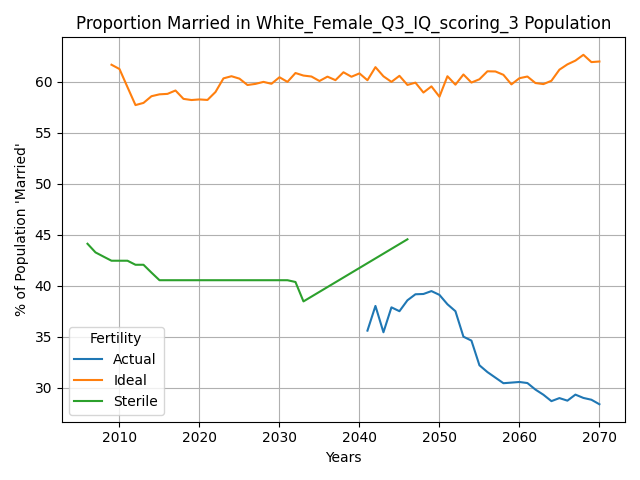 Proportion Married in White_Female_Q3_IQ_scoring_3 Population
% of Population 'Married'
60
55
50
45
40
35
30
Fertility
Actual
Ideal
Sterile
2010 2020 2030 2040 2050 2060 2070
Years